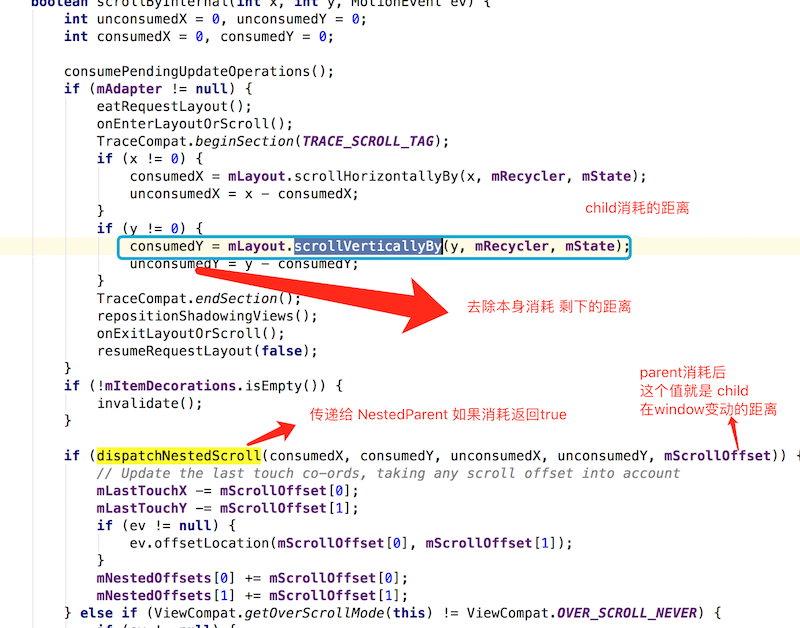 boolean scrollByInternal(int x, int y, MotionEvent ev) {
int unconsumedX = 0, unconsumedY = 0;
int consumedX = 0, consumedY = 0;
consumePendingUpdateOperations();
if (mAdapter != null) {
eatRequestLayout();
onEnterLayoutOrScroll();
TraceCompat.beginSection(TRACE_SCROLL_TAG);
if (x != 0) {
consumedX = mLayout.scrollHorizontallyBy(x, mRecycler, mState);
unconsumedX = x - consumedX;
}
child消耗的距离
if (y != 0) {
consumedY = mLayout.scrollVerticallyBy(y, mRecycler, mState);
unconsumedY = y - consumedY;
}
TraceCompat.endSection();
去除本身消耗 剩下的距离
repositionShadowingViews();
onExitLayoutOrScroll();
resumeRequestLayout(false);
}
if (!mItemDecorations.isEmpty()) {
invalidate();
}
parent消耗后
这个值就是 child
在window变动的距离
传递给 NestedParent 如果消耗返回true
if (dispatchNestedScroll(consumedX, consumedY, unconsumedX, unconsumedY, mScrollOffset)) {
// Update the last touch co-ords, taking any scroll offset into account
mLastTouchX -= mScrollOffset[0];
mLastTouchY -= mScrollOffset[1];
if (ev != null) {
ev.offsetLocation(mScrollOffset[0], mScrollOffset[1]);
}
mNestedOffsets[0] += mScrollOffset[0];
mNestedOffsets[1] += mScrollOffset[1];
} else if (ViewCompat.getOverScrollMode(this) != ViewCompat.OVER_SCROLL_NEVER) {